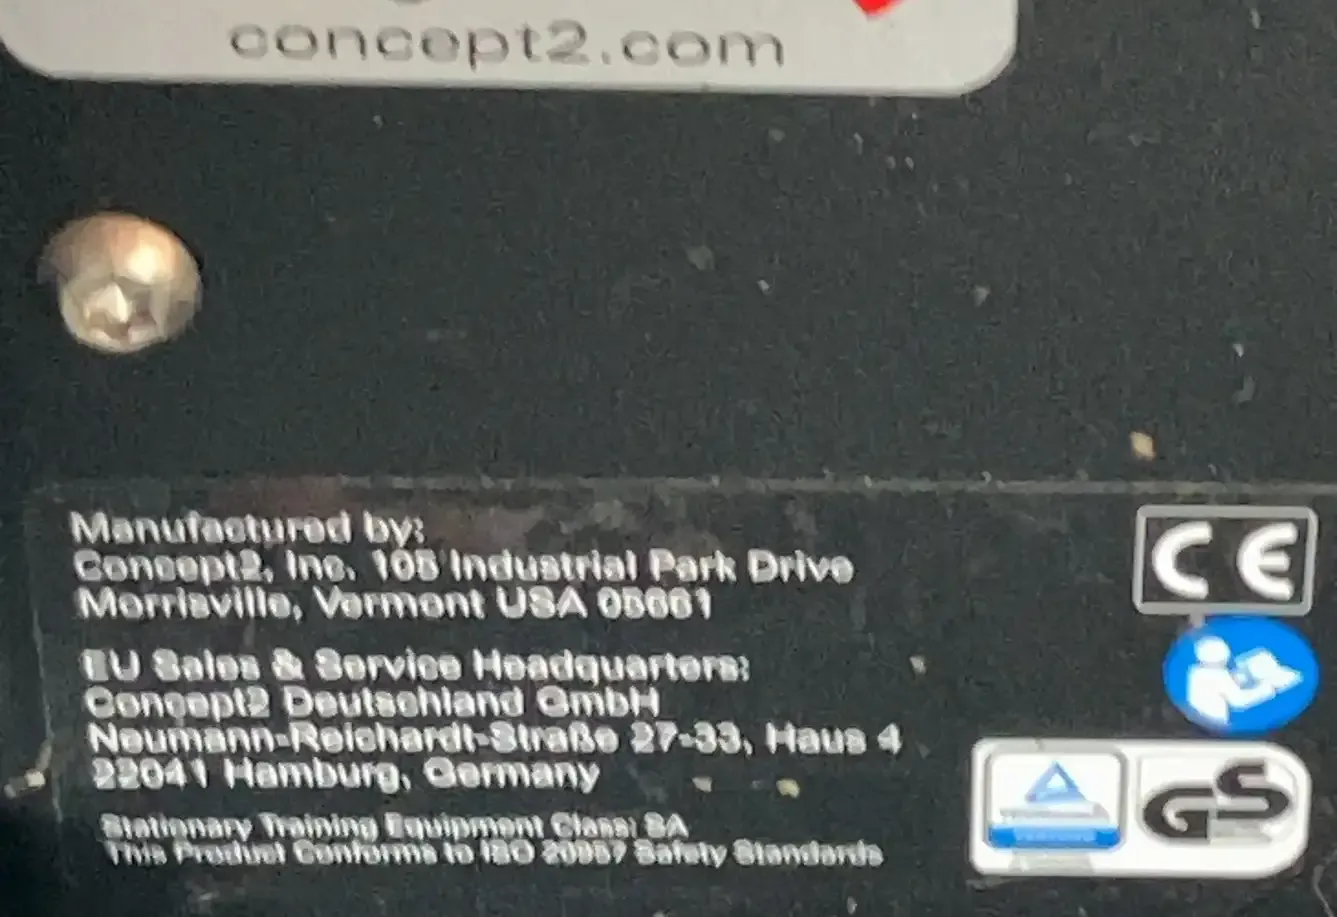 concept2.com
Manufactured by:
Concept2, Inc. 105 Industrial Park Drive
Morrisville, Vermont USA 05661
EU Sales & Service Headquarters:
Concept2 Deutschland GmbH
Neumann-Reichardt-Straße 27-33, Haus 4
22041 Hamburg, Germany
Stationary Training Equipment Class: SA
This Product Conforms to ISO 20957 Safety Standards
CE
GS